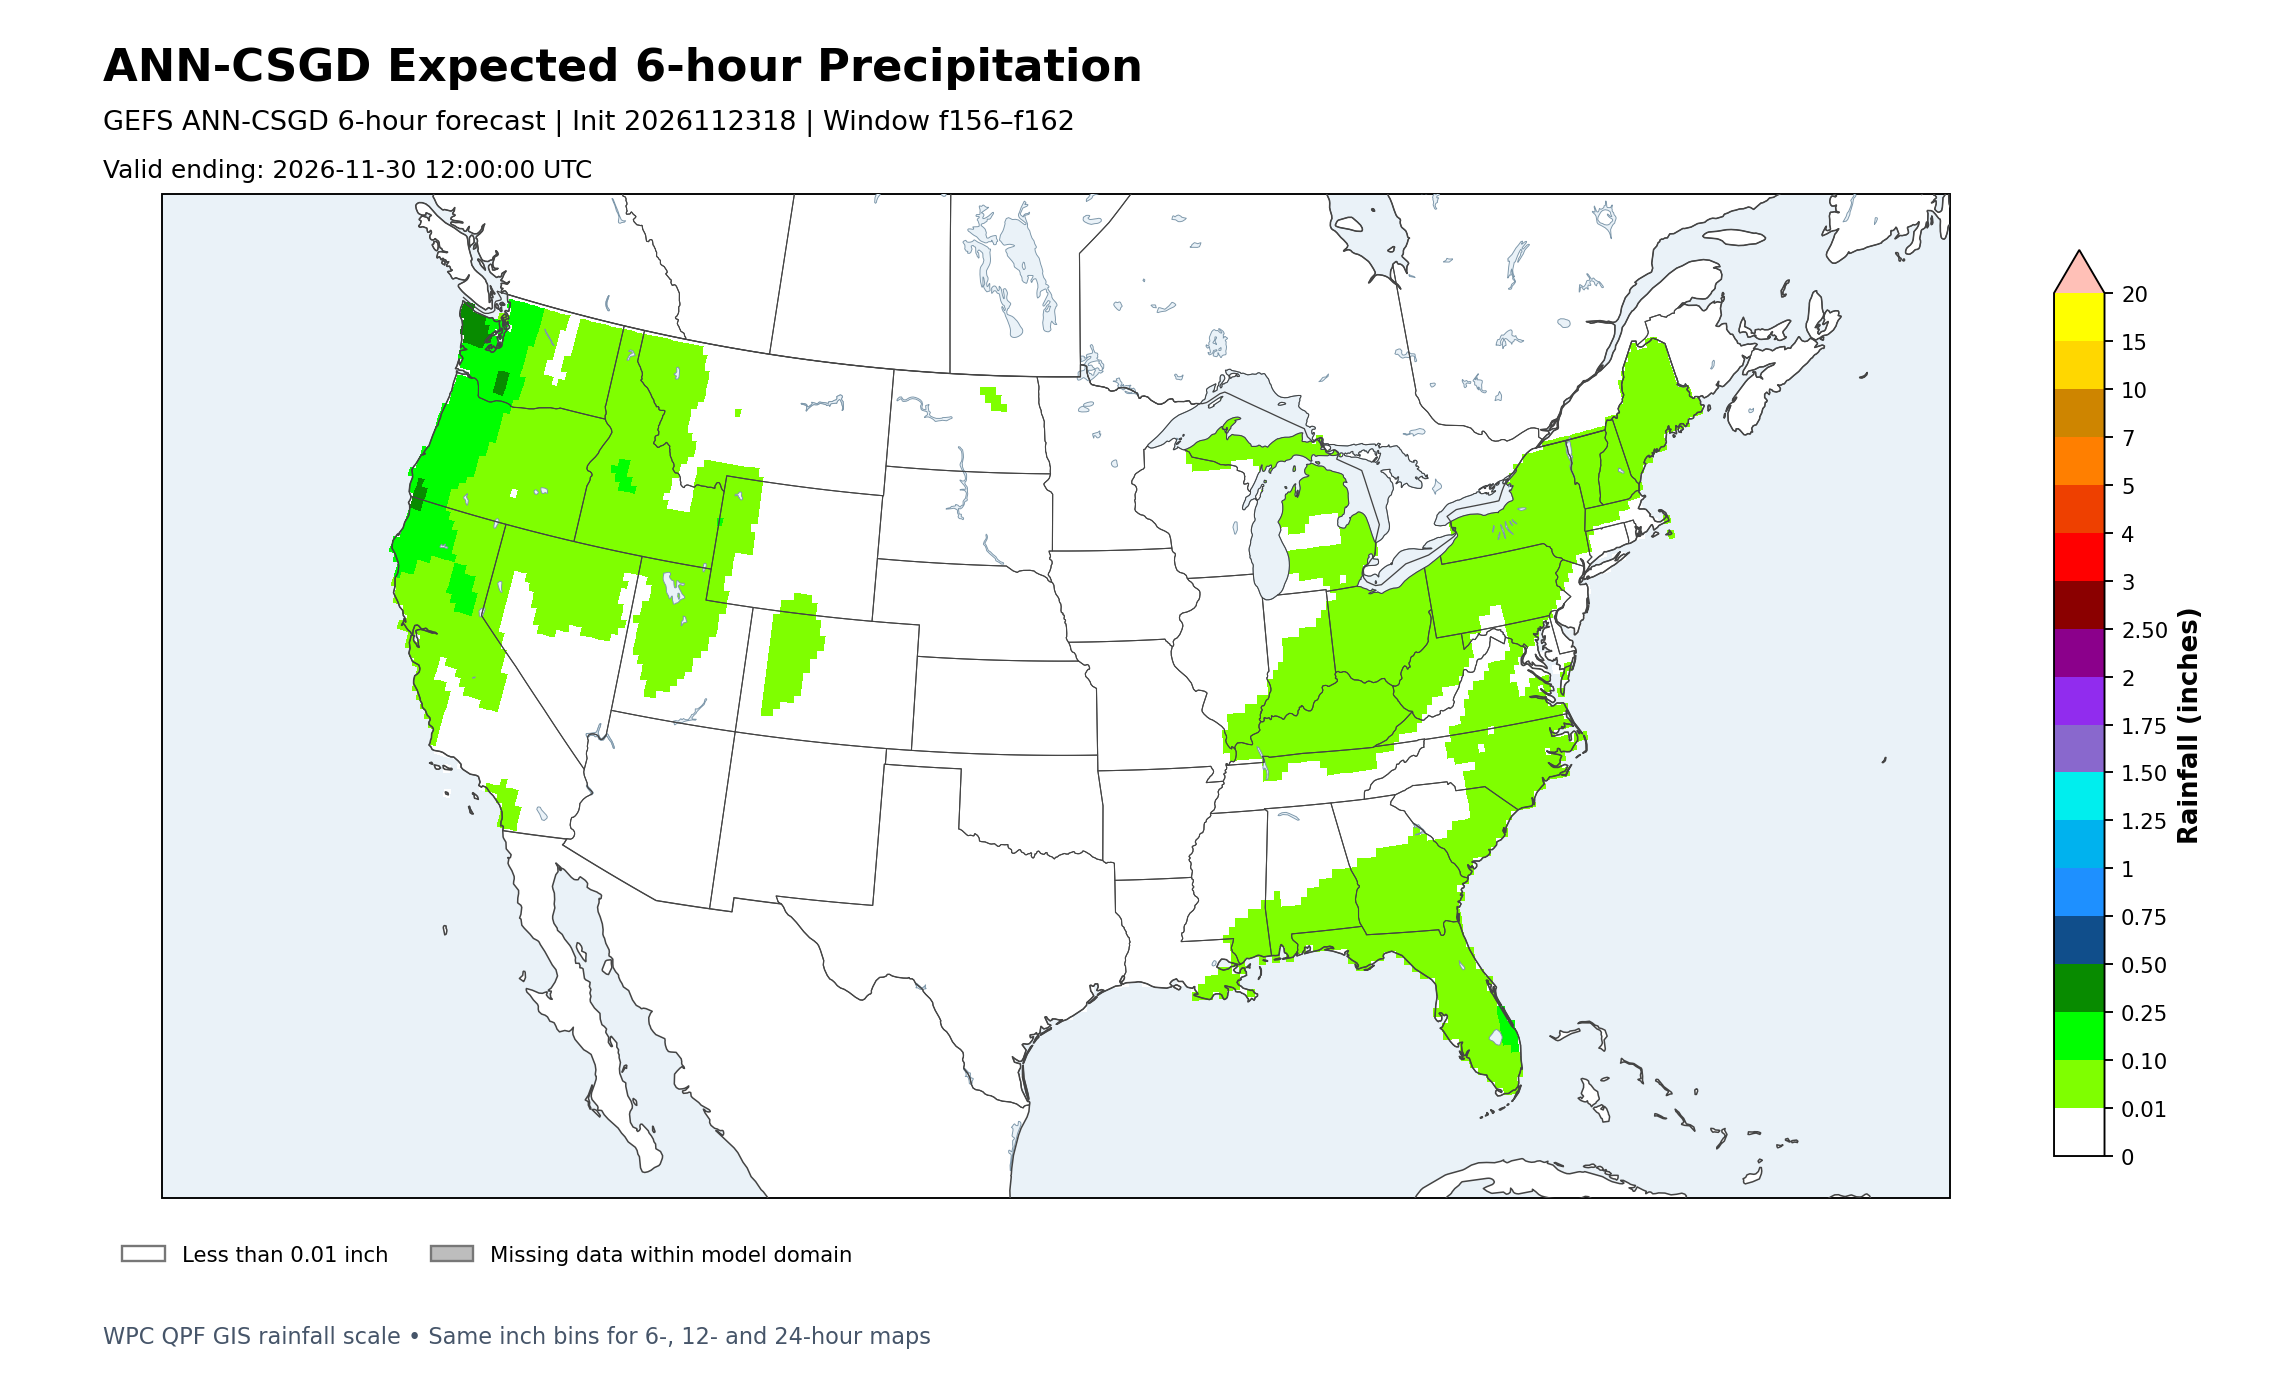 ANN-CSGD Expected 6-hour Precipitation
GEFS ANN-CSGD 6-hour forecast | Init 2026112318 | Window f156–f162
Valid ending: 2026-11-30 12:00:00 UTC
20
15
10
7
5
4
3
2.50
2
1.75
1.50
1.25
1
0.75
0.50
0.25
0.10
0.01
0
Rainfall (inches)
Less than 0.01 inch
Missing data within model domain
WPC QPF GIS rainfall scale • Same inch bins for 6-, 12- and 24-hour maps